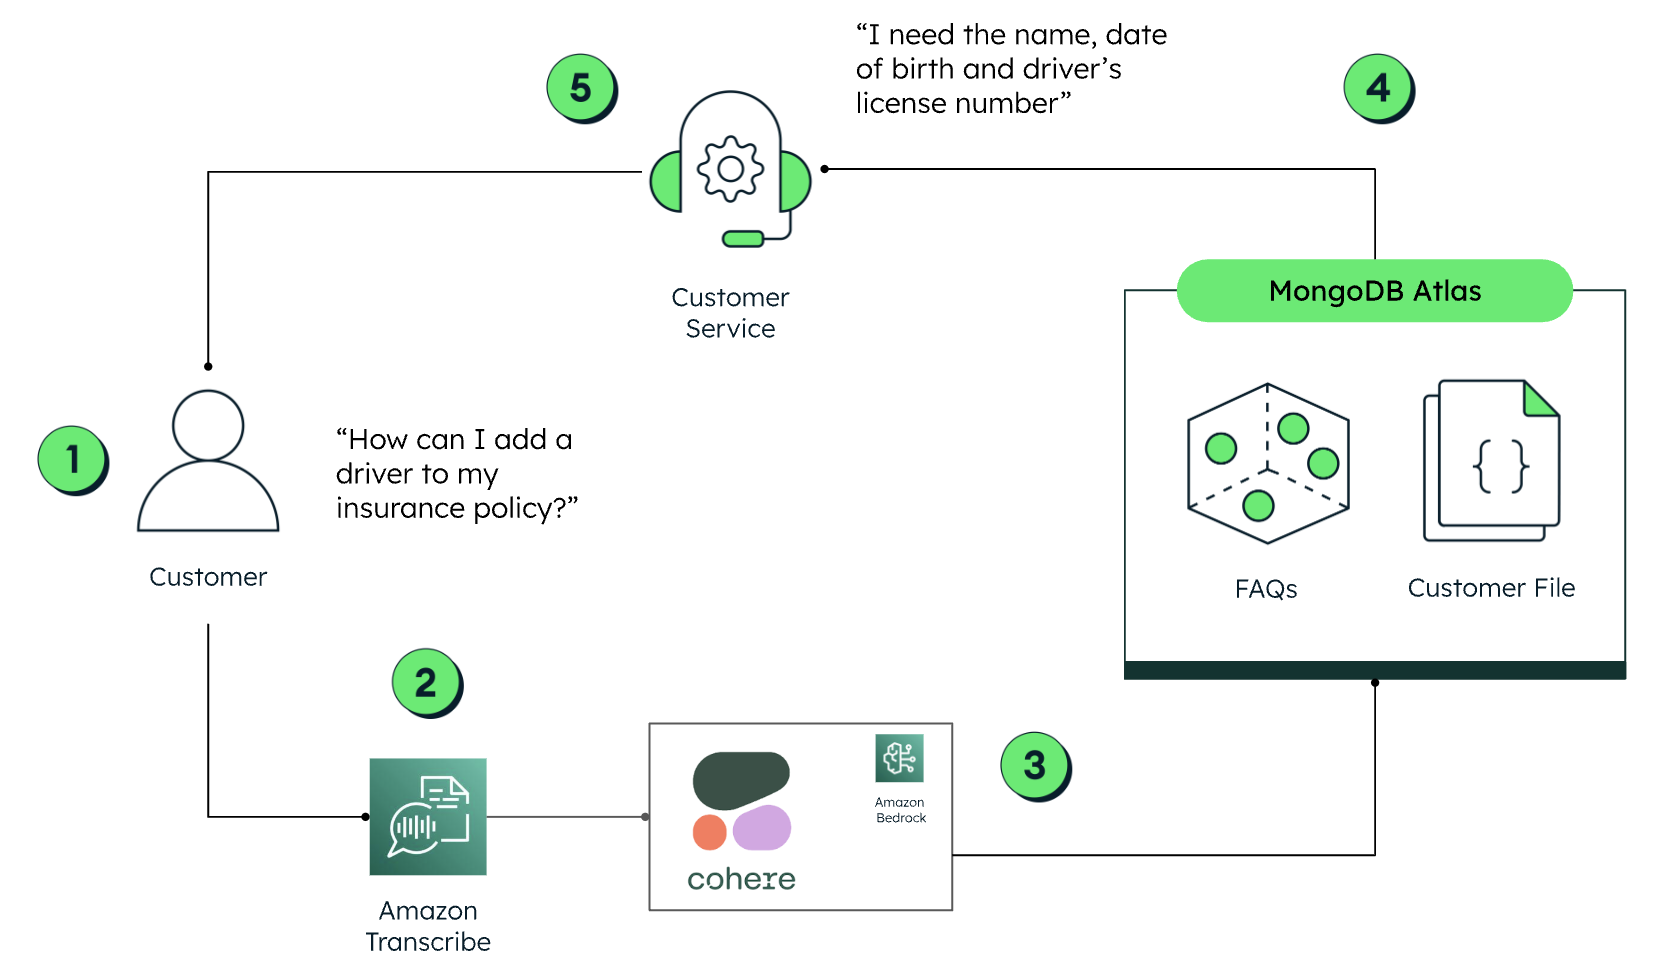 5
“I need the name, date
of birth and driver’s
license number”
4
Customer
Service
MongoDB Atlas
1
“How can I add a
driver to my
insurance policy?”
Customer
FAQs
Customer File
2
3
cohere
Amazon
Bedrock
Amazon
Transcribe